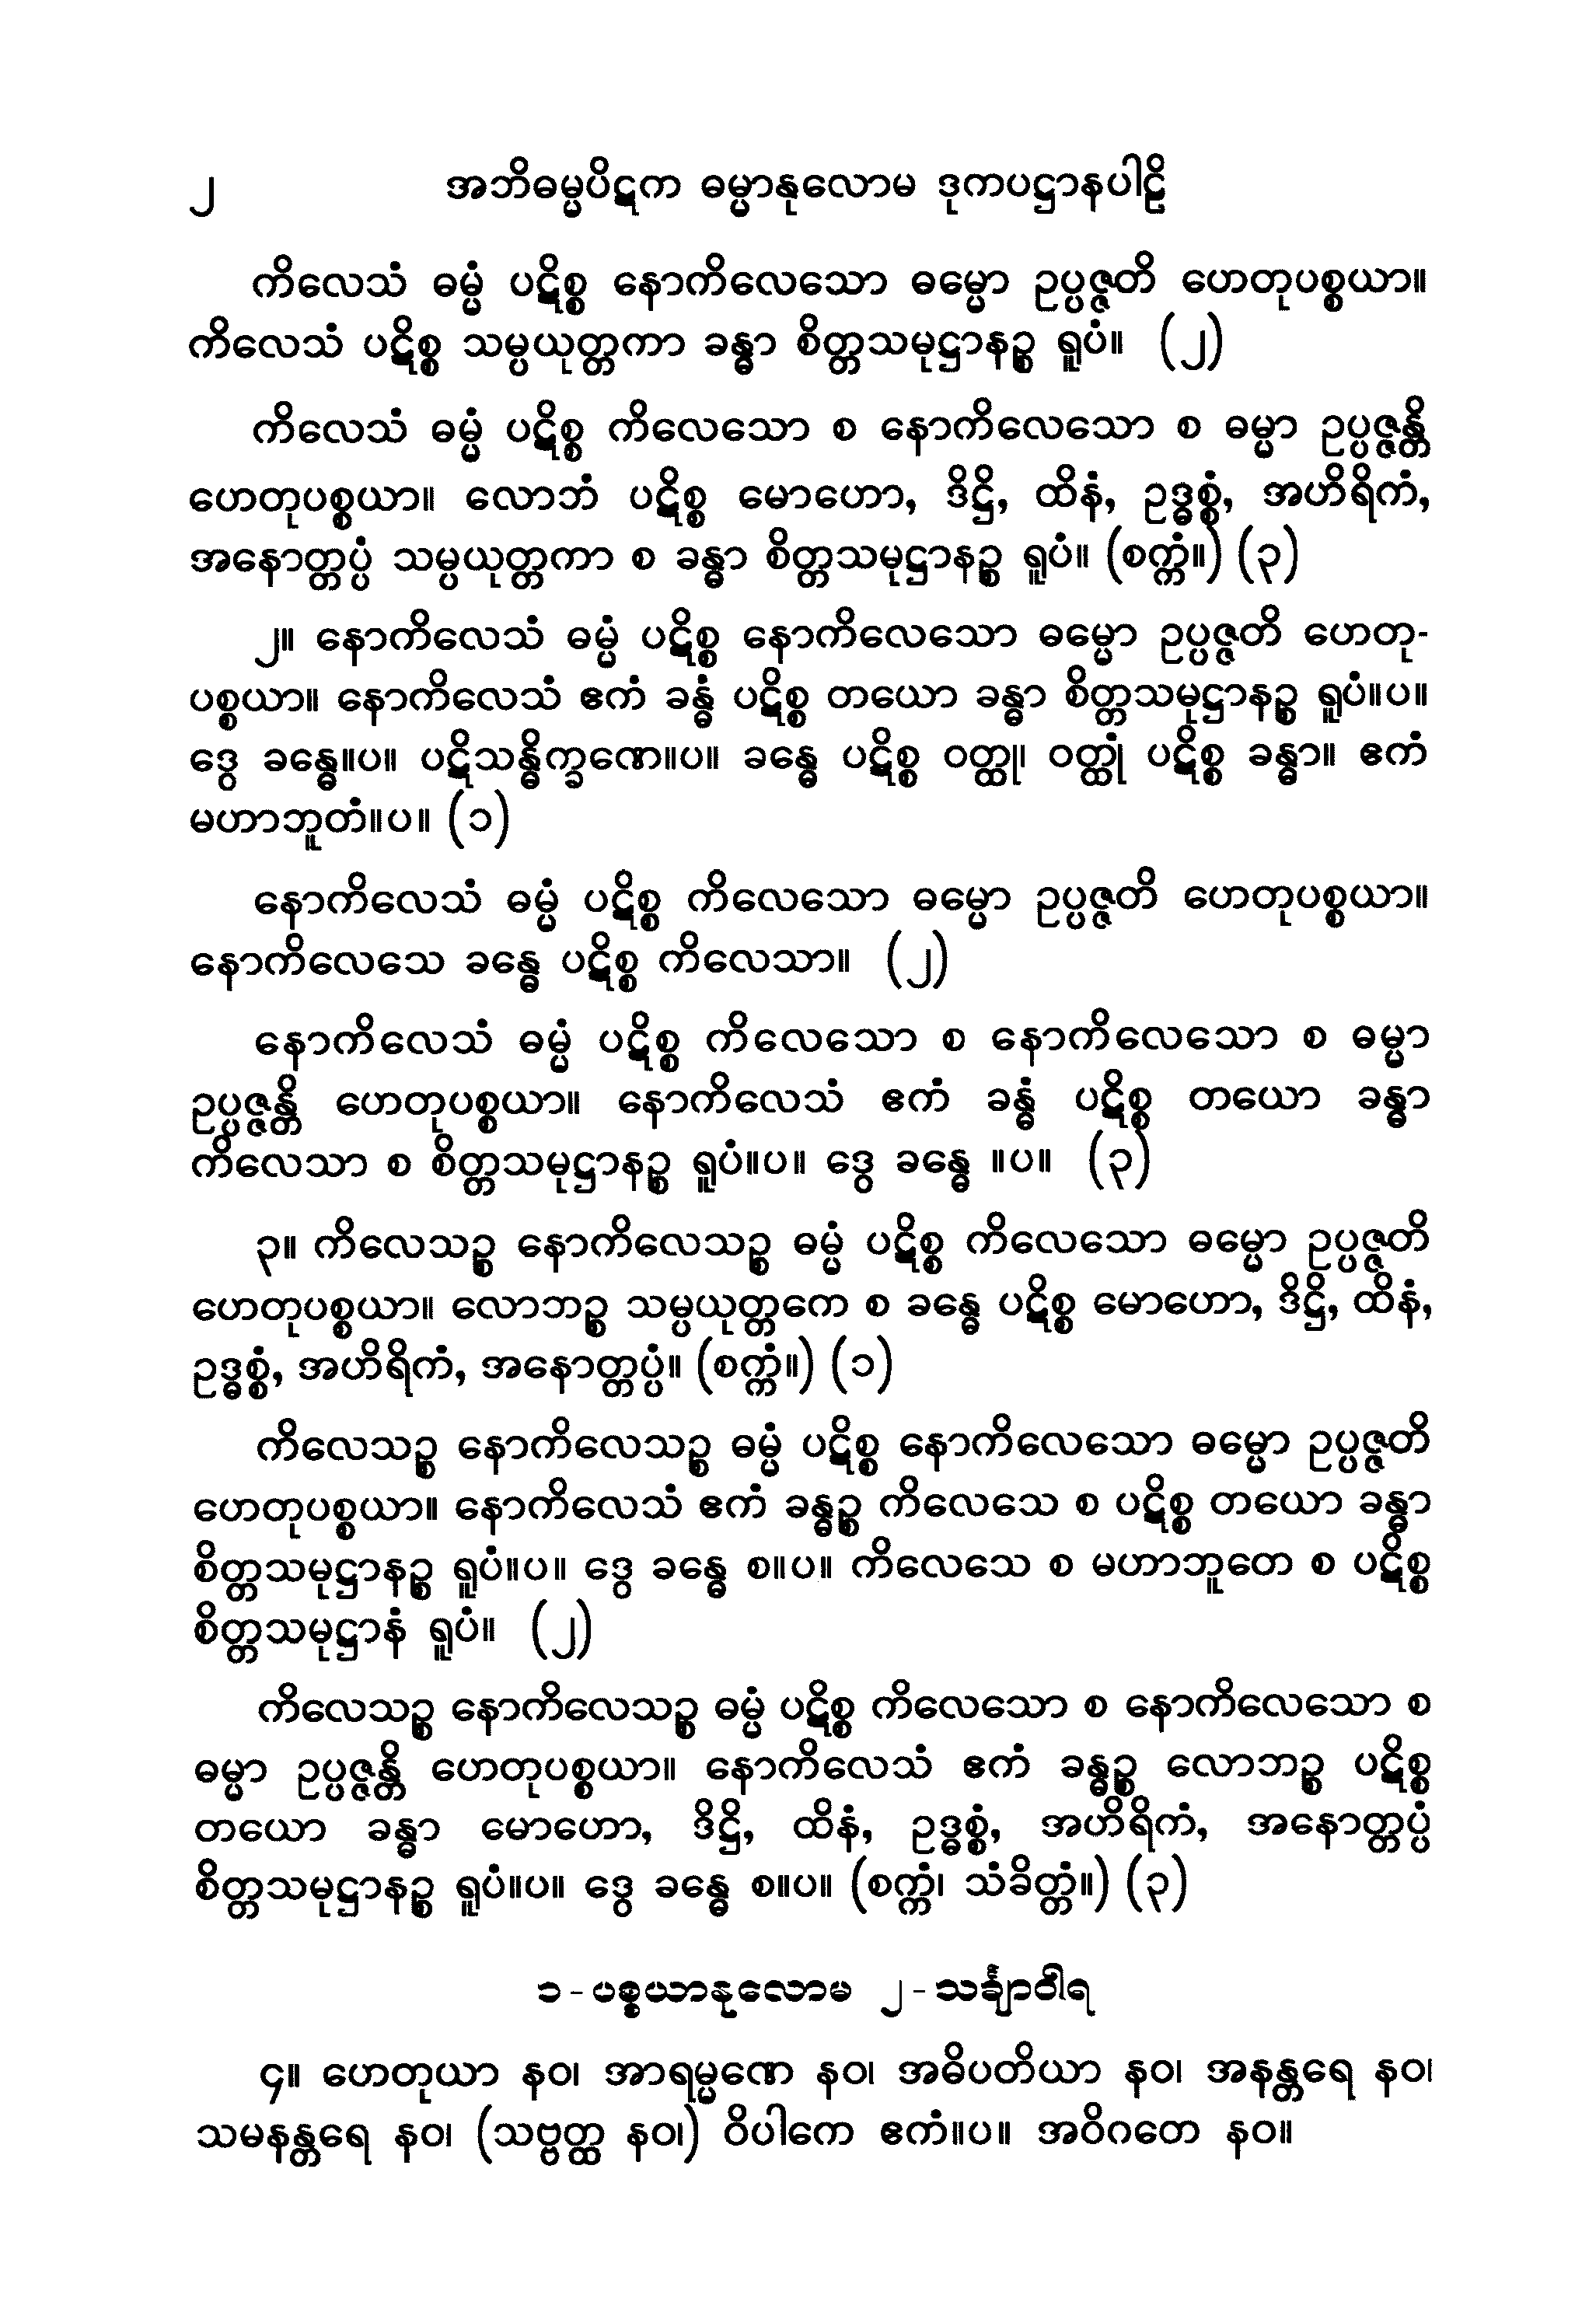 ၂ အဘိဓမ္မပိဋက ဓမ္မာနုလောမ ဒုကပဋ္ဌာနပါဠိ
ကိလေသံ ဓမ္မံ ပဋိစ္စ နောကိလေသော ဓမ္မော ဥပ္ပဇ္ဇတိ ဟေတုပစ္စယာ။
ကိလေသံ ပဋိစ္စ သမ္ပယုတ္တကာ ခန္ဓာ စိတ္တသမုဋ္ဌာနဉ္စ ရူပံ။ (၂)
ကိလေသံ ဓမ္မံ ပဋိစ္စ ကိလေသော စ နောကိလေသော စ ဓမ္မာ ဥပ္ပဇ္ဇန္တိ
ဟေတုပစ္စယာ။ လောဘံ ပဋိစ္စ မောဟော, ဒိဋ္ဌိ, ထိနံ, ဥဒ္ဓစ္စံ, အဟိရိကံ,
အနောတ္တပ္ပံ သမ္ပယုတ္တကာ စ ခန္ဓာ စိတ္တသမုဋ္ဌာနဉ္စ ရူပံ။ (စက္ကံ။) (၃)
၂။ နောကိလေသံ ဓမ္မံ ပဋိစ္စ နောကိလေသော ဓမ္မော ဥပ္ပဇ္ဇတိ ဟေတု-
ပစ္စယာ။ နောကိလေသံ ဧကံ ခန္ဓံ ပဋိစ္စ တယော ခန္ဓာ စိတ္တသမုဋ္ဌာနဉ္စ ရူပံ။ပ။
ဒွေ ခန္ဓေ။ပ။ ပဋိသန္ဓိက္ခဏေ။ပ။ ခန္ဓေ ပဋိစ္စ ဝတ္ထု၊ ဝတ္ထုံ ပဋိစ္စ ခန္ဓာ။ ဧကံ
မဟာဘူတံ။ပ။ (၁)
နောကိလေသံ ဓမ္မံ ပဋိစ္စ ကိလေသော ဓမ္မော ဥပ္ပဇ္ဇတိ ဟေတုပစ္စယာ။
နောကိလေသေ ခန္ဓေ ပဋိစ္စ ကိလေသာ။ (၂)
နောကိလေသံ ဓမ္မံ ပဋိစ္စ ကိလေသော စ နောကိလေသော စ ဓမ္မာ
ဥပ္ပဇ္ဇန္တိ ဟေတုပစ္စယာ။ နောကိလေသံ ဧကံ ခန္ဓံ ပဋိစ္စ တယော ခန္ဓာ
ကိလေသာ စ စိတ္တသမုဋ္ဌာနဉ္စ ရူပံ။ပ။ ဒွေ ခန္ဓေ ။ပ။ (၃)
၃။ ကိလေသဉ္စ နောကိလေသဉ္စ ဓမ္မံ ပဋိစ္စ ကိလေသော ဓမ္မော ဥပ္ပဇ္ဇတိ
ဟေတုပစ္စယာ။ လောဘဉ္စ သမ္ပယုတ္တကေ စ ခန္ဓေ ပဋိစ္စ မောဟော, ဒိဋ္ဌိ, ထိနံ,
ဥဒ္ဓစ္စံ, အဟိရိကံ, အနောတ္တပ္ပံ။ (စက္ကံ။) (၁)
ကိလေသဉ္စ နောကိလေသဉ္စ ဓမ္မံ ပဋိစ္စ နောကိလေသော ဓမ္မော ဥပ္ပဇ္ဇတိ
ဟေတုပစ္စယာ။ နောကိလေသံ ဧကံ ခန္ဓဉ္စ ကိလေသေ စ ပဋိစ္စ တယော ခန္ဓာ
စိတ္တသမုဋ္ဌာနဉ္စ ရူပံ။ပ။ ဒွေ ခန္ဓေ စ။ပ။ ကိလေသေ စ မဟာဘူတေ စ ပဋိစ္စ
စိတ္တသမုဋ္ဌာနံ ရူပံ။ (၂)
ကိလေသဉ္စ နောကိလေသဉ္စ ဓမ္မံ ပဋိစ္စ ကိလေသော စ နောကိလေသော စ
ဓမ္မာ ဥပ္ပဇ္ဇန္တိ ဟေတုပစ္စယာ။ နောကိလေသံ ဧကံ ခန္ဓဉ္စ လောဘဉ္စ ပဋိစ္စ
တယော ခန္ဓာ မောဟော, ဒိဋ္ဌိ, ထိနံ, ဥဒ္ဓစ္စံ, အဟိရိကံ, အနောတ္တပ္ပံ
စိတ္တသမုဋ္ဌာနဉ္စ ရူပံ။ပ။ ဒွေ ခန္ဓေ စ။ပ။ (စက္ကံ၊ သံခိတ္တံ။) (၃)
၁-ပစ္စယာနုလောမ ၂-သင်္ချာဝါရ
၄။ ဟေတုယာ နဝ၊ အာရမ္မဏေ နဝ၊ အဓိပတိယာ နဝ၊ အနန္တရေ နဝ၊
သမနန္တရေ နဝ၊ (သဗ္ဗတ္ထ နဝ၊) ဝိပါကေ ဧကံ။ပ။ အဝိဂတေ နဝ။